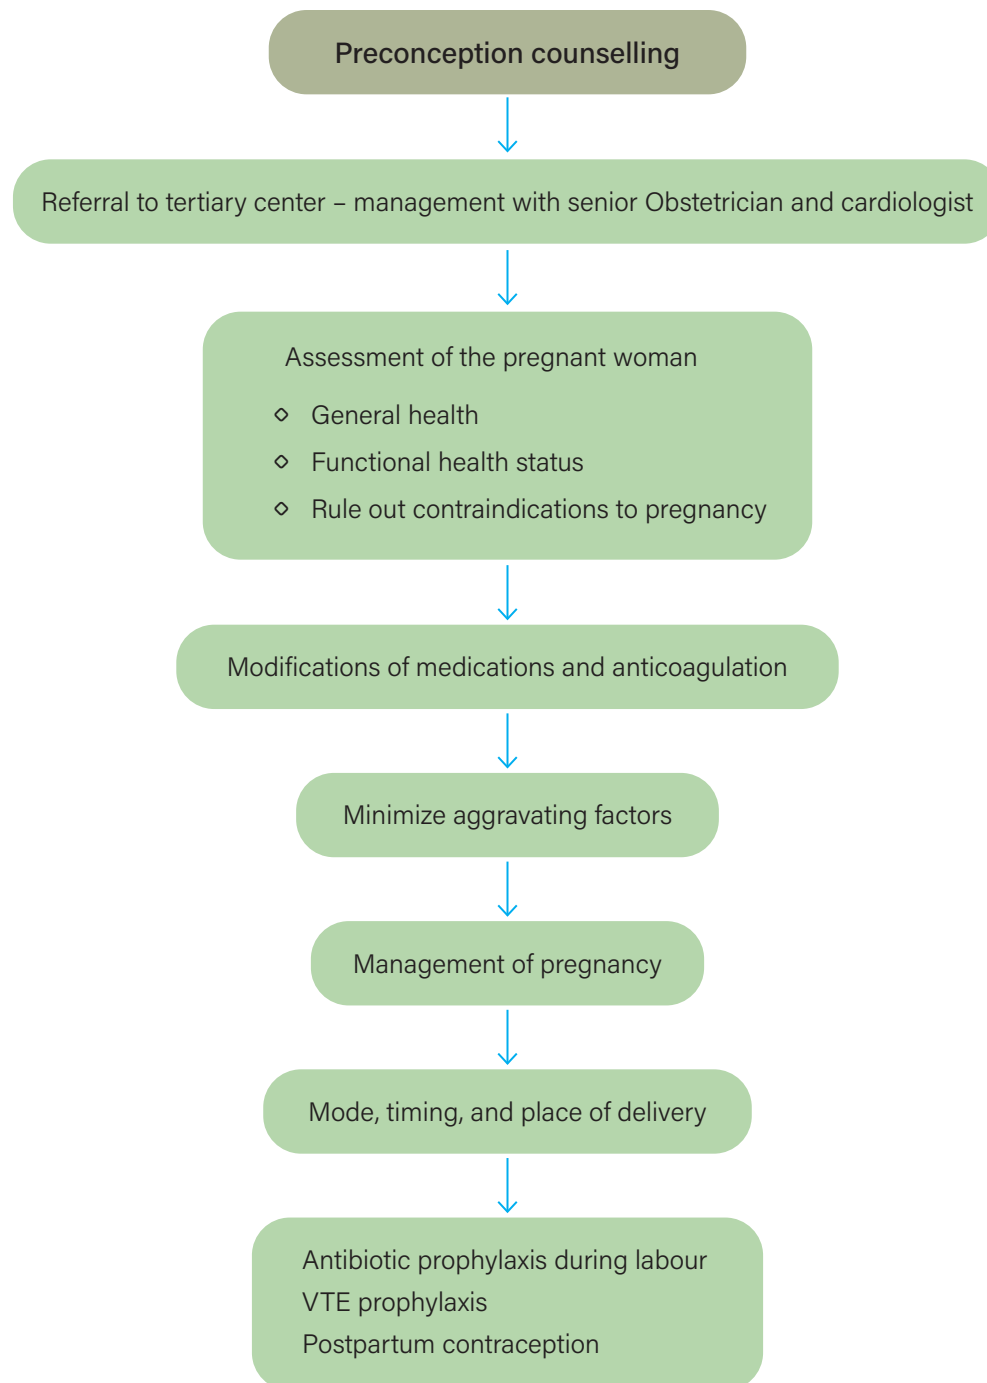 Preconception counselling
Referral to tertiary center – management with senior Obstetrician and cardiologist
Assessment of the pregnant woman
General health
Functional health status
Rule out contraindications to pregnancy
Modifications of medications and anticoagulation
Minimize aggravating factors
Management of pregnancy
Mode, timing, and place of delivery
Antibiotic prophylaxis during labour
VTE prophylaxis
Postpartum contraception